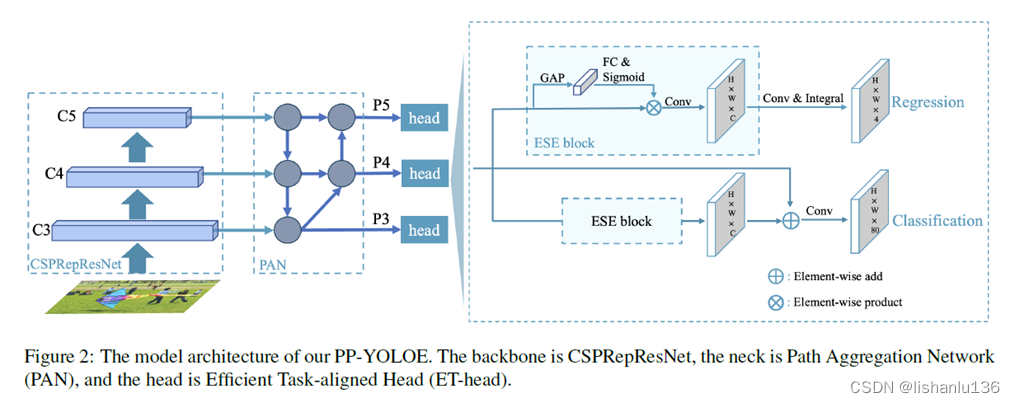 C5
C4
C3
CSPRepResNet
PAN
P5
head
P4
head
P3
head
GAP
FC &
Sigmoid
Conv
H
×
W
×
C
ESE block
Conv & Integral
H
×
W
×
4
Regression
ESE block
H
×
W
×
C
Conv
H
×
W
×
80
Classification
: Element-wise add
: Element-wise product
Figure 2: The model architecture of our PP-YOLOE. The backbone is CSPRepResNet, the neck is Path Aggregation Network
(PAN), and the head is Efficient Task-aligned Head (ET-head).
CSDN @lishanlu136